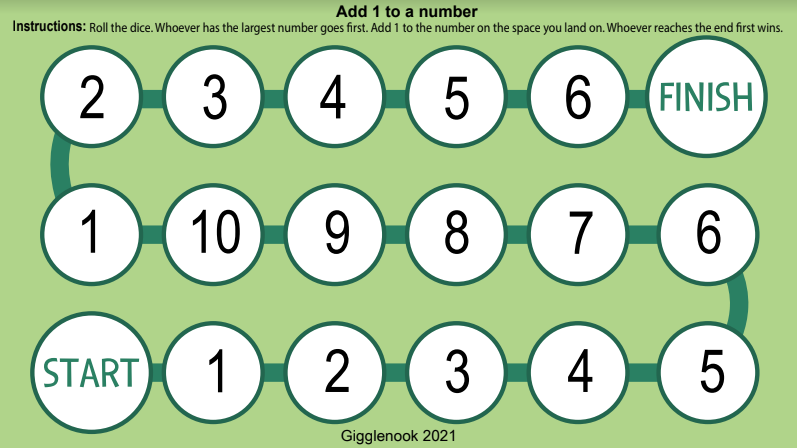 Add 1 to a number
Instructions: Roll the dice. Whoever has the largest number goes first. Add 1 to the number on the space you land on. Whoever reaches the end first wins.
2 3 4 5 6 FINISH
1 10 9 8 7 6
START 1 2 3 4 5
Gigglenook 2021